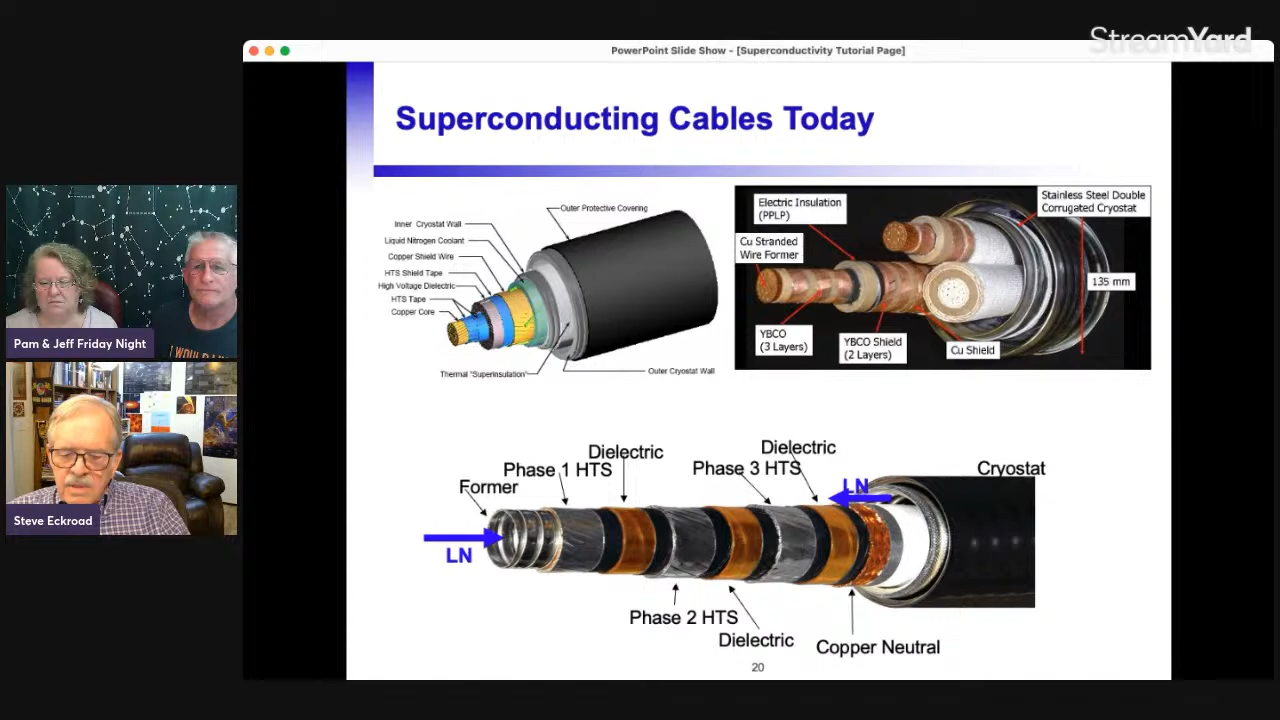 StreamYard
PowerPoint Slide Show - [Superconductivity Tutorial Page]
Superconducting Cables Today
Outer Protective Covering
Inner Cryostat Wall
Liquid Nitrogen Coolant
Copper Shield Wire
HTS Shield Tape
High Voltage Dielectric
HTS Tape
Copper Core
Thermal "Superinsulation"
Outer Cryostat Wall
Electric Insulation
(PPLP)
Stainless Steel Double
Corrugated Cryostat
Cu Stranded
Wire Former
135 mm
YBCO
(3 Layers)
YBCO Shield
(2 Layers)
Cu Shield
Dielectric
Dielectric
Phase 1 HTS
Phase 3 HTS
Cryostat
Former
LN
LN
Phase 2 HTS
Dielectric
Copper Neutral
20
Pam & Jeff Friday Night
Steve Eckroad